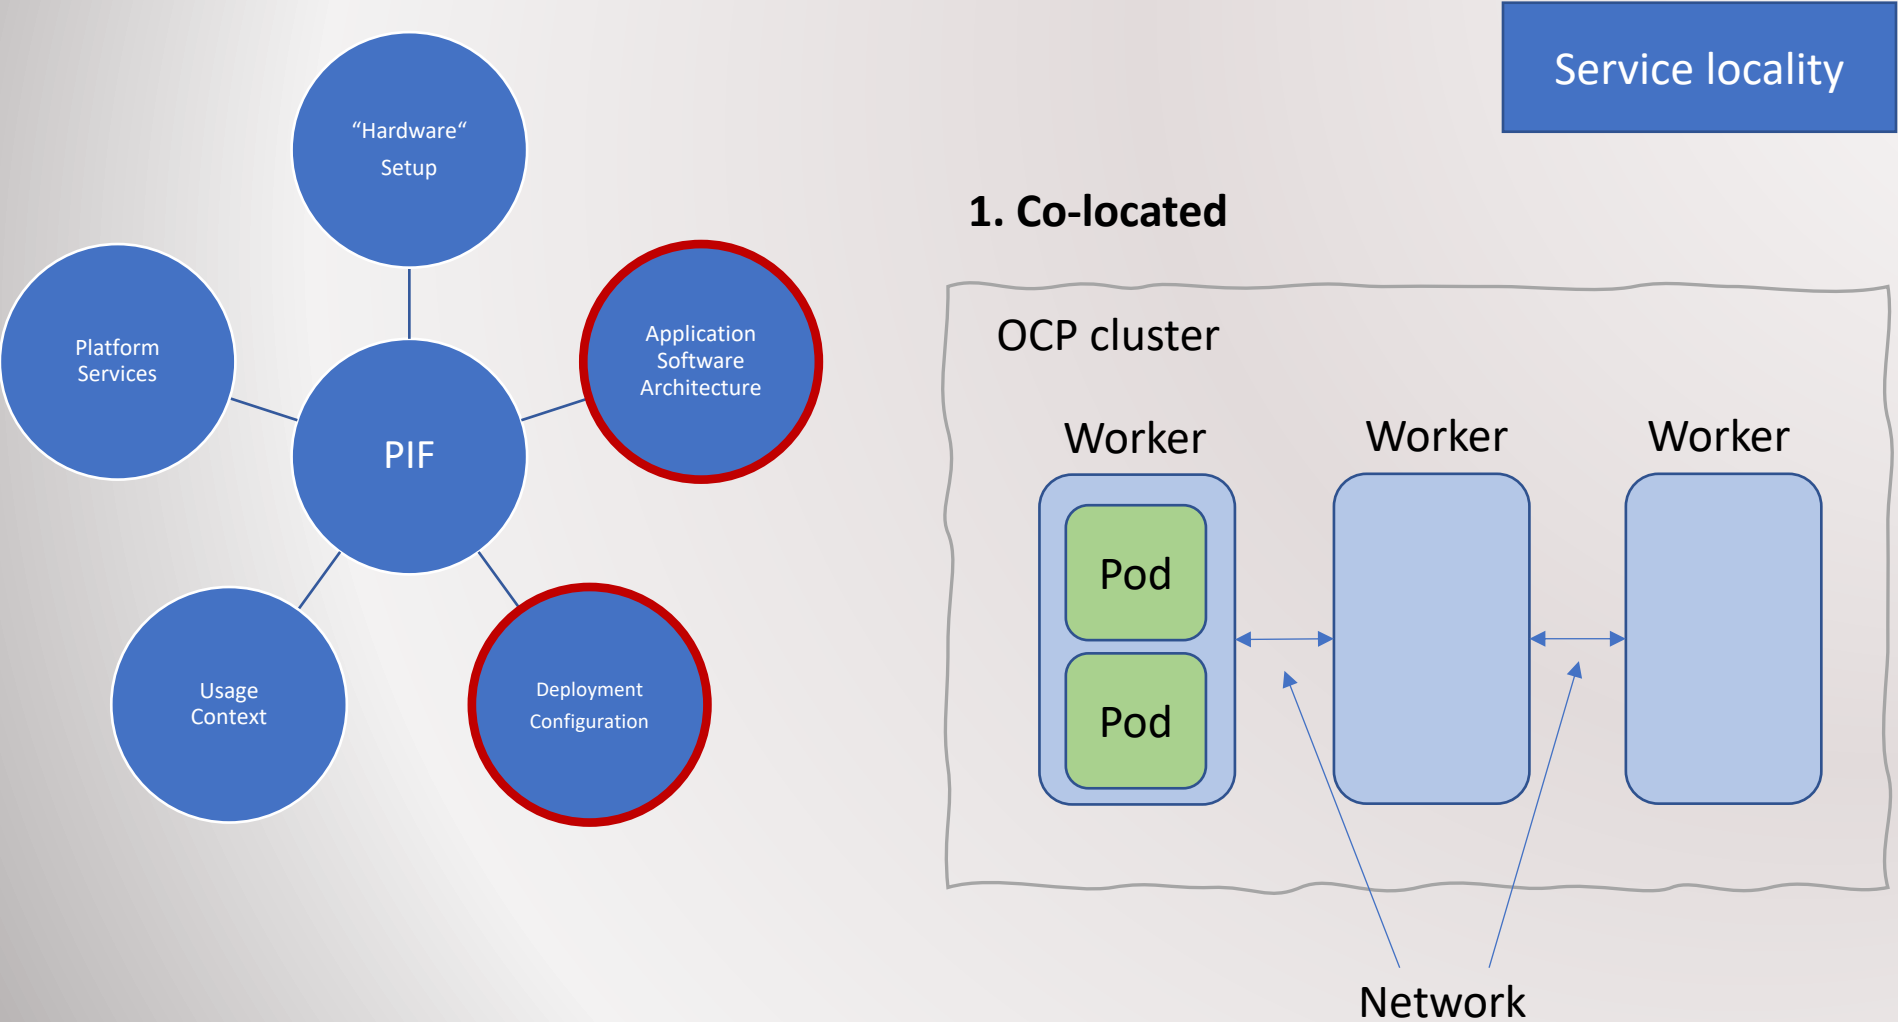 Service locality
“Hardware“
Setup
Application
Software
Architecture
Platform
Services
PIF
Usage
Context
Deployment
Configuration
1. Co-located
OCP cluster
Worker
Worker
Worker
Pod
Pod
Network